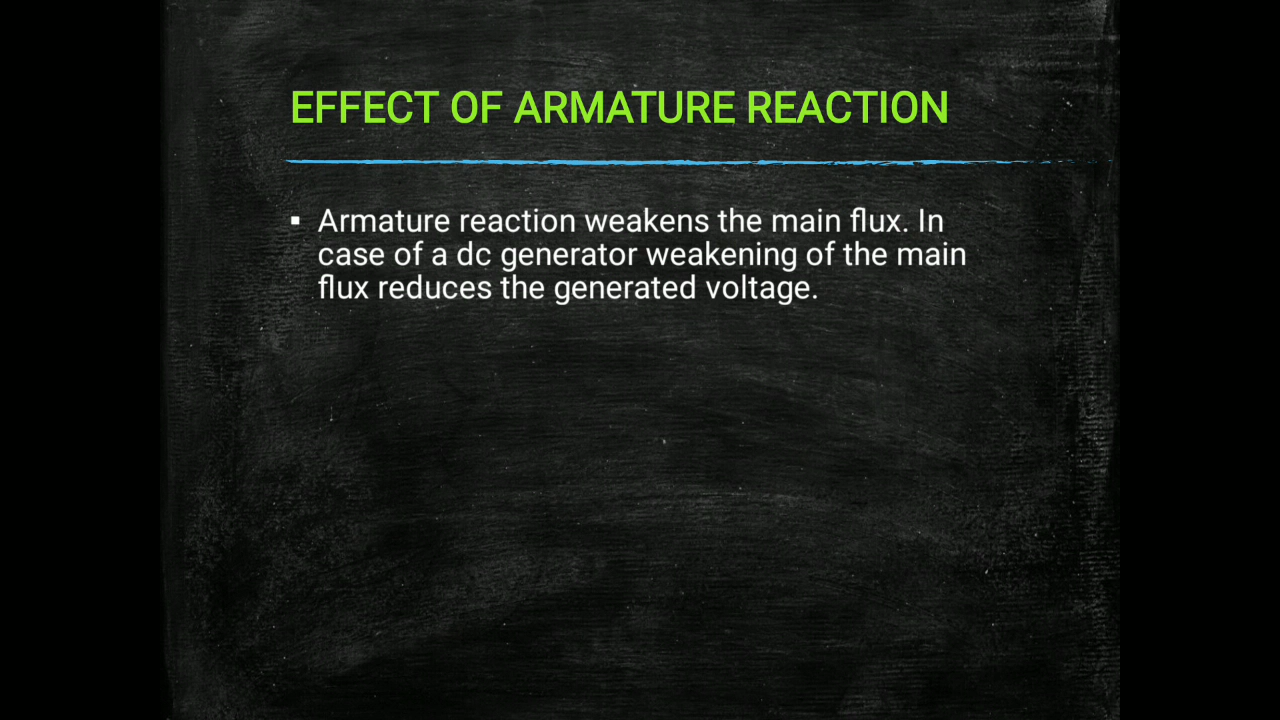 EFFECT OF ARMATURE REACTION
▪ Armature reaction weakens the main flux. In
case of a dc generator weakening of the main
flux reduces the generated voltage.